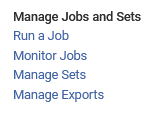 Manage Jobs and Sets
Run a Job
Monitor Jobs
Manage Sets
Manage Exports